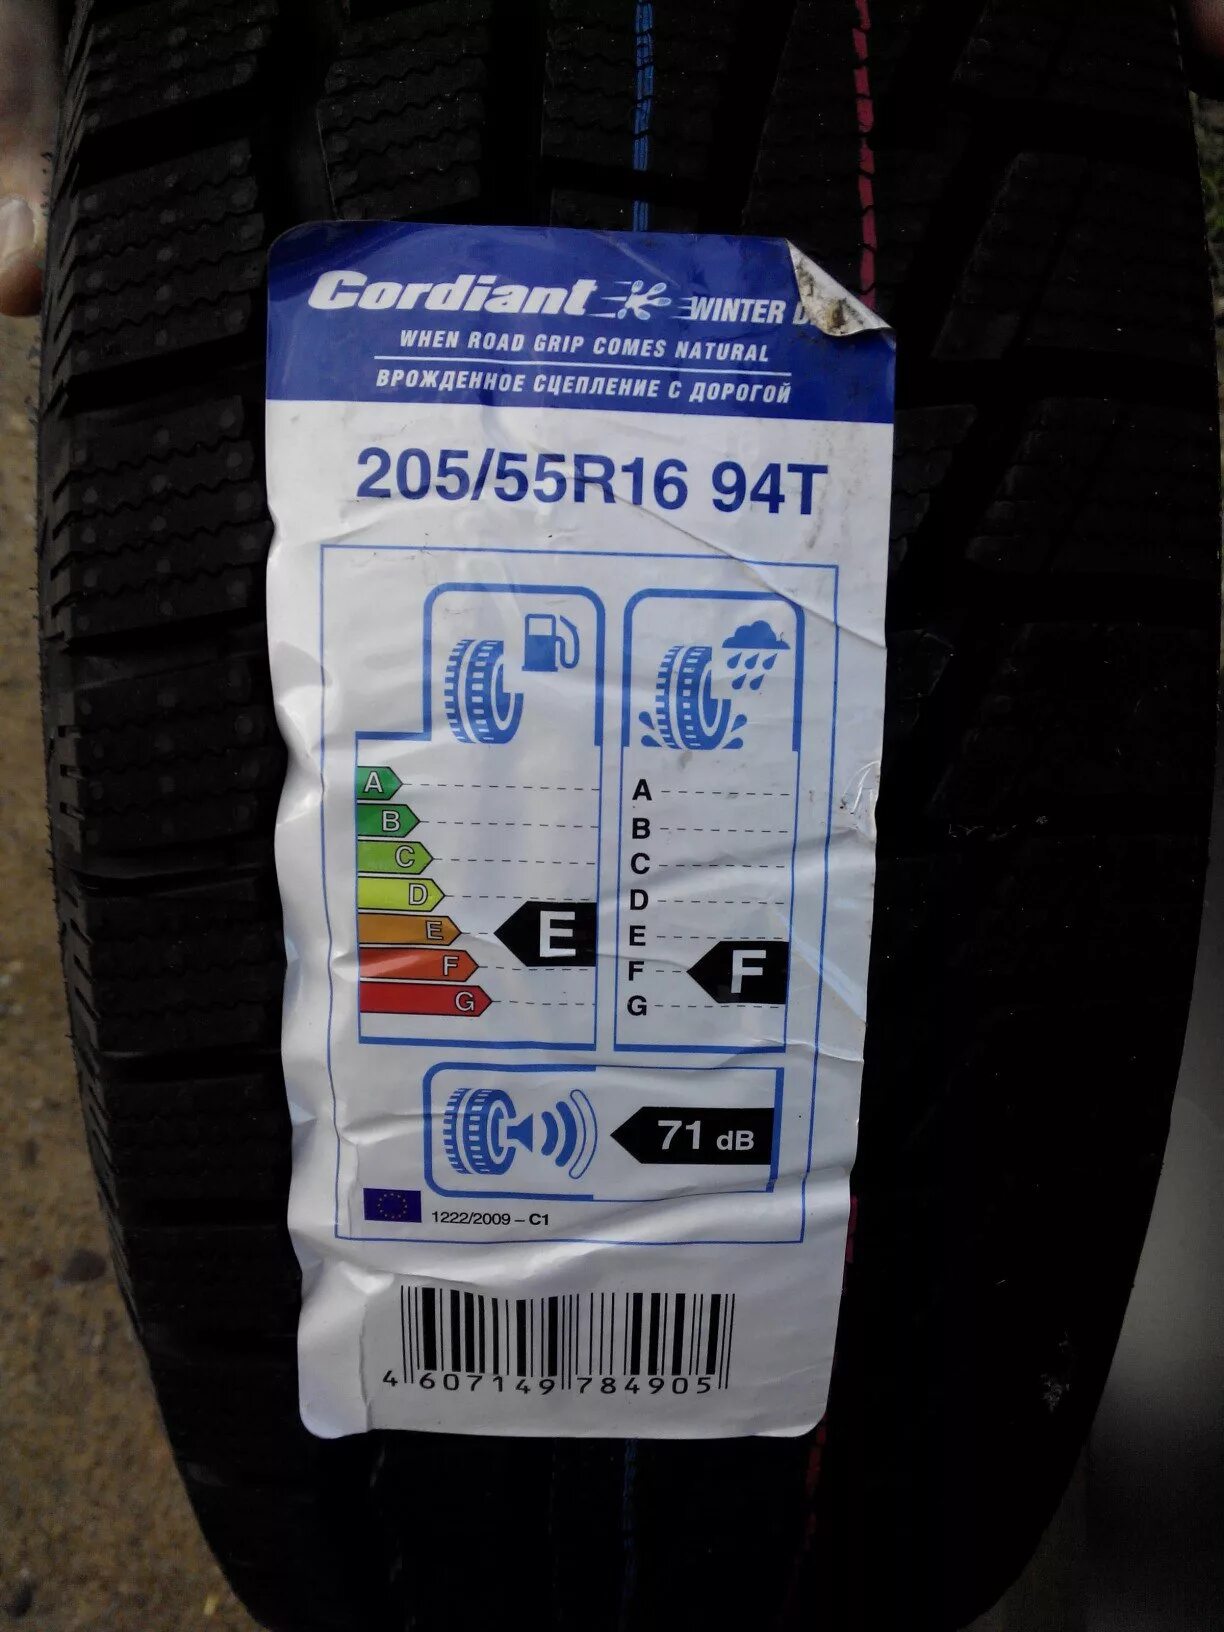 Cordiant WINTER
WHEN ROAD GRIP COMES NATURAL
ВРОЖДЕННОЕ СЦЕПЛЕНИЕ С ДОРОГОЙ
205/55R16 94T
A
B
C
D
E
F
G
E
A
B
C
D
E
F
G
F
71 dB
1222/2009 – C1
4 607149 784905